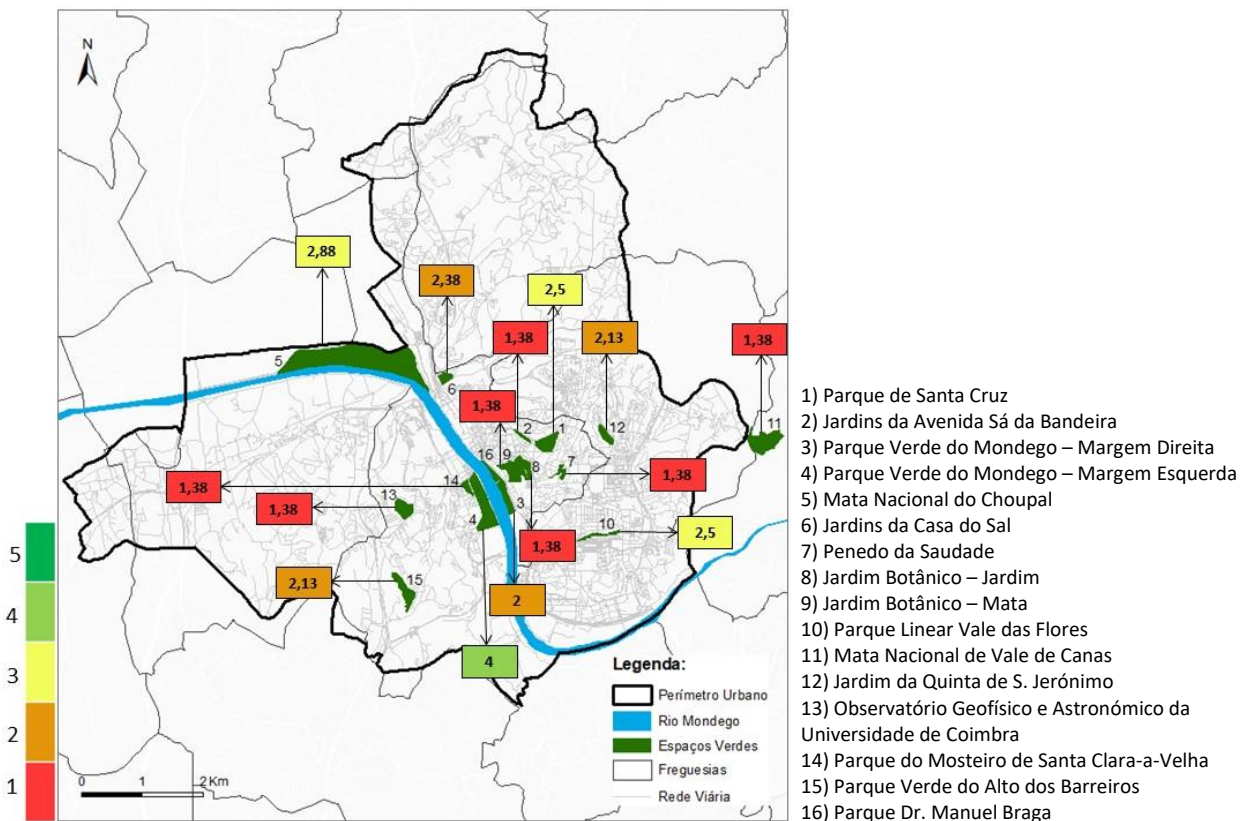 N
2,88
2,38
2,5
1,38
2,13
1,38
5
6
1,38
2
1
12
11
16
9
8
7
1,38
14
1,38
13
1,38
3
4
10
2,5
1,38
2,13
15
2
4
5
4
3
2
1
0 1 2 Km
Legenda:
Perímetro Urbano
Rio Mondego
Espaços Verdes
Freguesias
Rede Viária
1) Parque de Santa Cruz
2) Jardins da Avenida Sá da Bandeira
3) Parque Verde do Mondego – Margem Direita
4) Parque Verde do Mondego – Margem Esquerda
5) Mata Nacional do Choupal
6) Jardins da Casa do Sal
7) Penedo da Saudade
8) Jardim Botânico – Jardim
9) Jardim Botânico – Mata
10) Parque Linear Vale das Flores
11) Mata Nacional de Vale de Canas
12) Jardim da Quinta de S. Jerónimo
13) Observatório Geofísico e Astronómico da
Universidade de Coimbra
14) Parque do Mosteiro de Santa Clara-a-Velha
15) Parque Verde do Alto dos Barreiros
16) Parque Dr. Manuel Braga